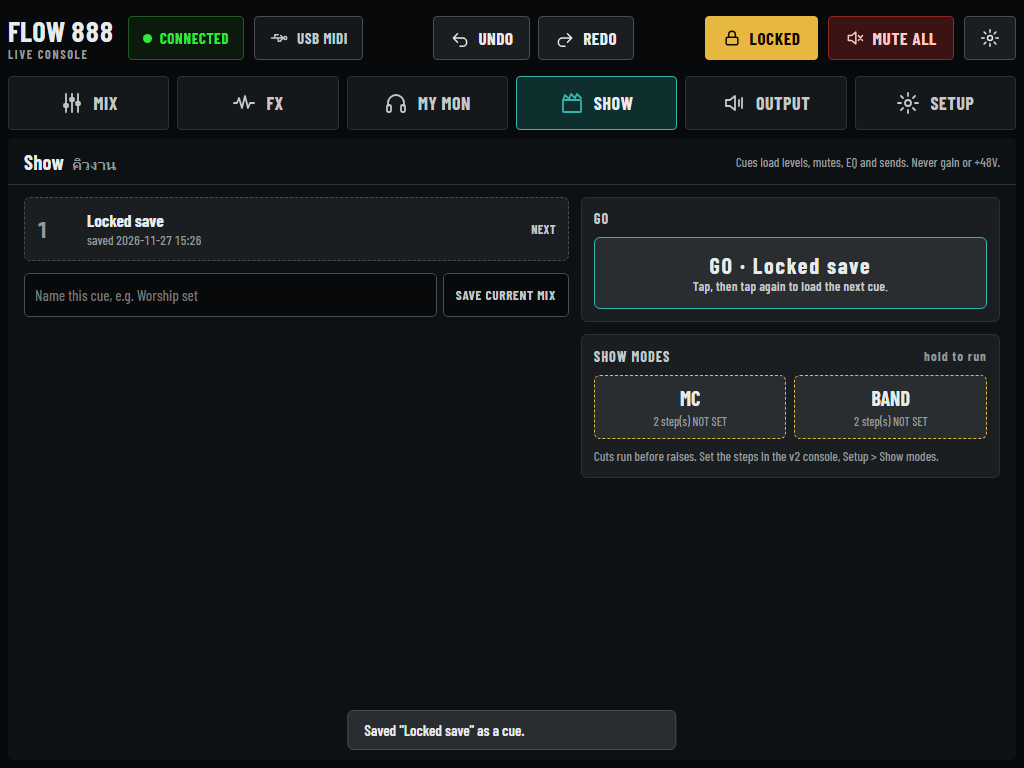 FLOW 888
LIVE CONSOLE
CONNECTED
USB MIDI
UNDO
REDO
LOCKED
MUTE ALL
MIX
FX
MY MON
SHOW
OUTPUT
SETUP
Show คิวงาน
Cues load levels, mutes, EQ and sends. Never gain or +48V.
1
Locked save
saved 2026-11-27 15:26
NEXT
Name this cue, e.g. Worship set
SAVE CURRENT MIX
GO
GO · Locked save
Tap, then tap again to load the next cue.
SHOW MODES
hold to run
MC
2 step(s) NOT SET
BAND
2 step(s) NOT SET
Cuts run before raises. Set the steps in the v2 console, Setup > Show modes.
Saved "Locked save" as a cue.